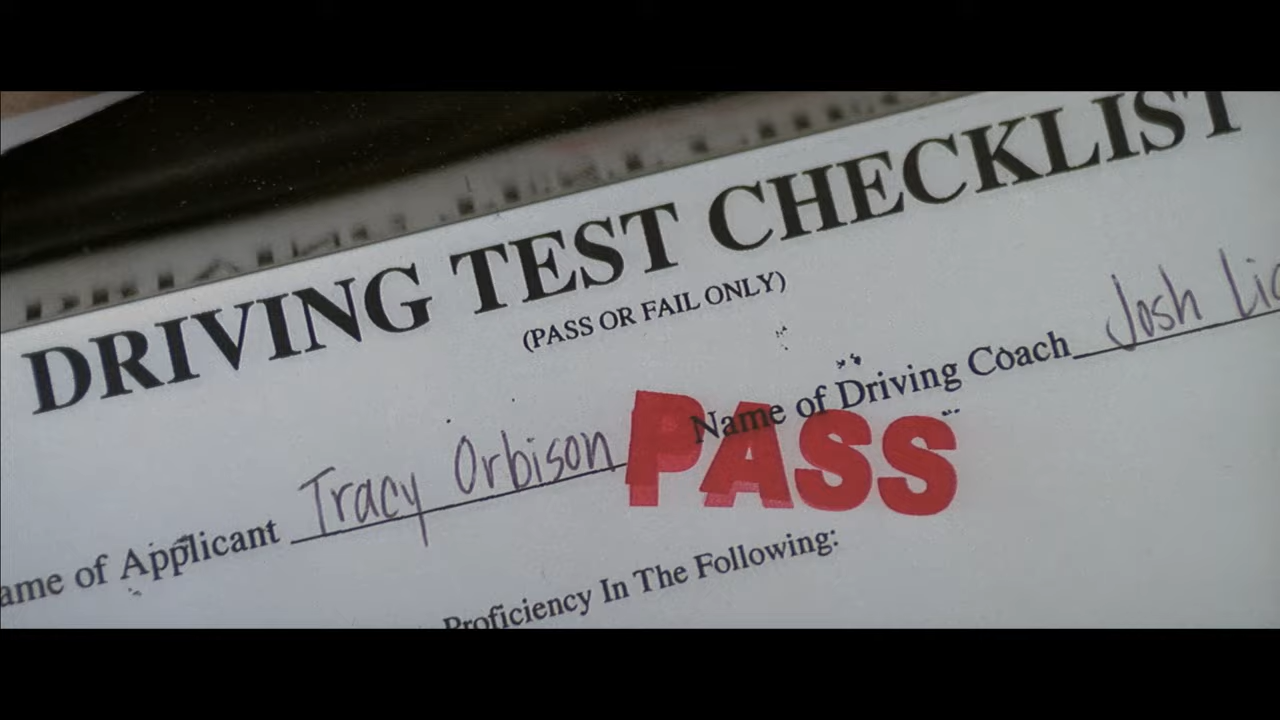 DRIVING TEST CHECKLIST
(PASS OR FAIL ONLY)
Name of Driving Coach Josh
Name of Applicant Tracy Orbison
PASS
Proficiency In The Following: